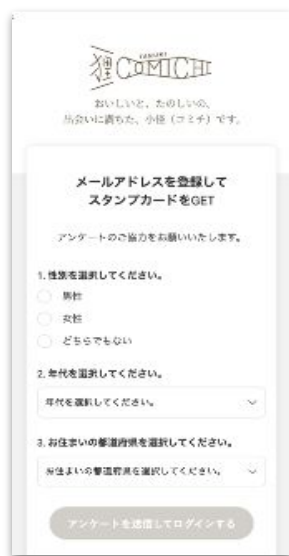 狸COMICHI
TANUKI
おいしいと、たのしいの、
出会いに満ちた、小径（コミチ）です。
メールアドレスを登録して
スタンプカードをGET
アンケートのご協力をお願いいたします。
1. 性別を選択してください。
男性
女性
どちらでもない
2. 年代を選択してください。
年代を選択してください。
3. お住まいの都道府県を選択してください。
お住まいの都道府県を選択してください。
アンケートを送信してログインする